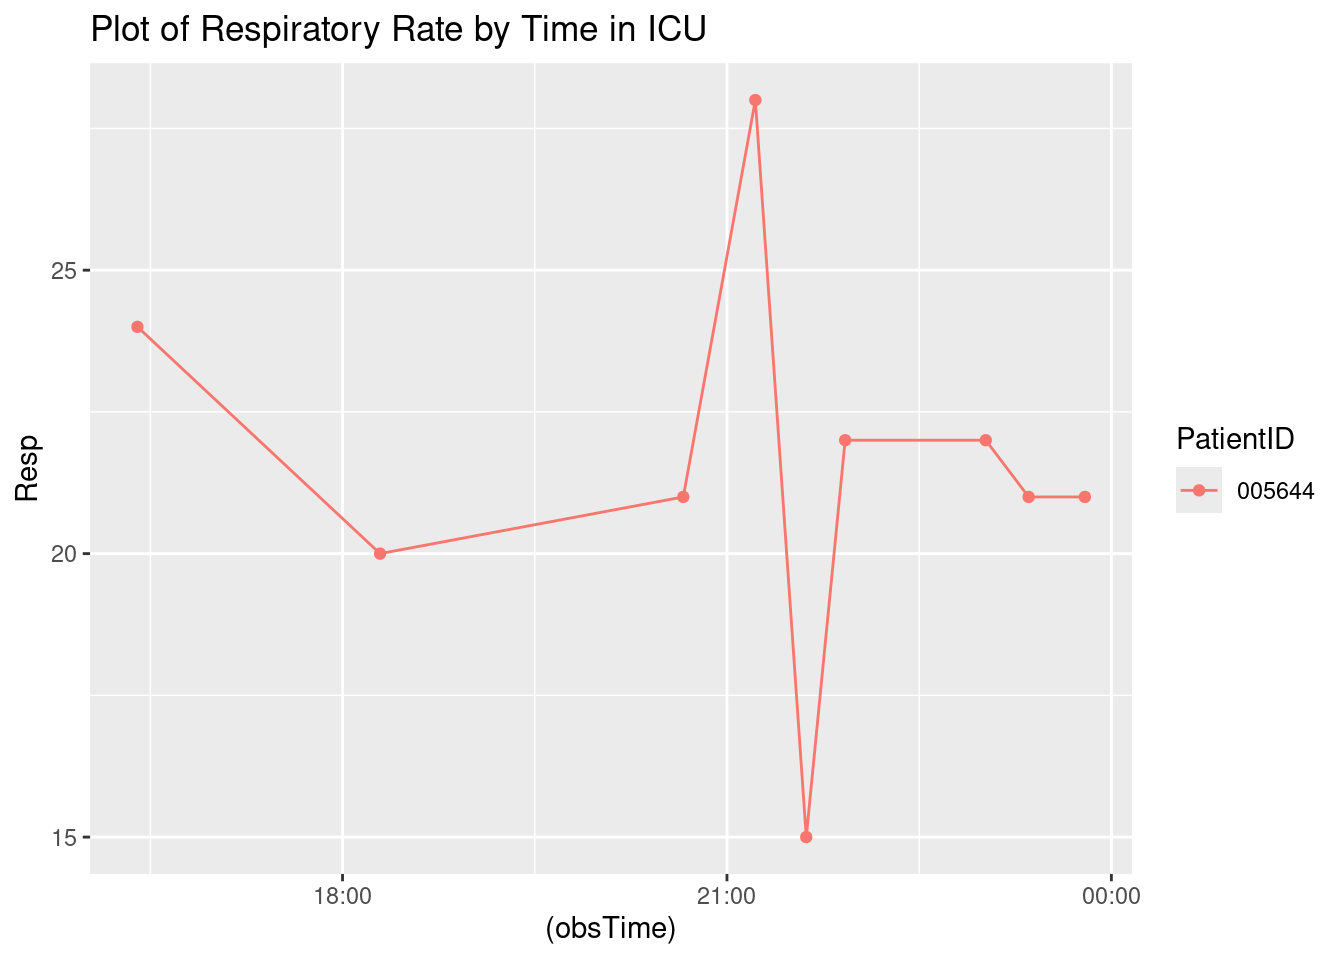 Plot of Respiratory Rate by Time in ICU
25
20
15
Resp
18:00
21:00
00:00
(obsTime)
PatientID
005644